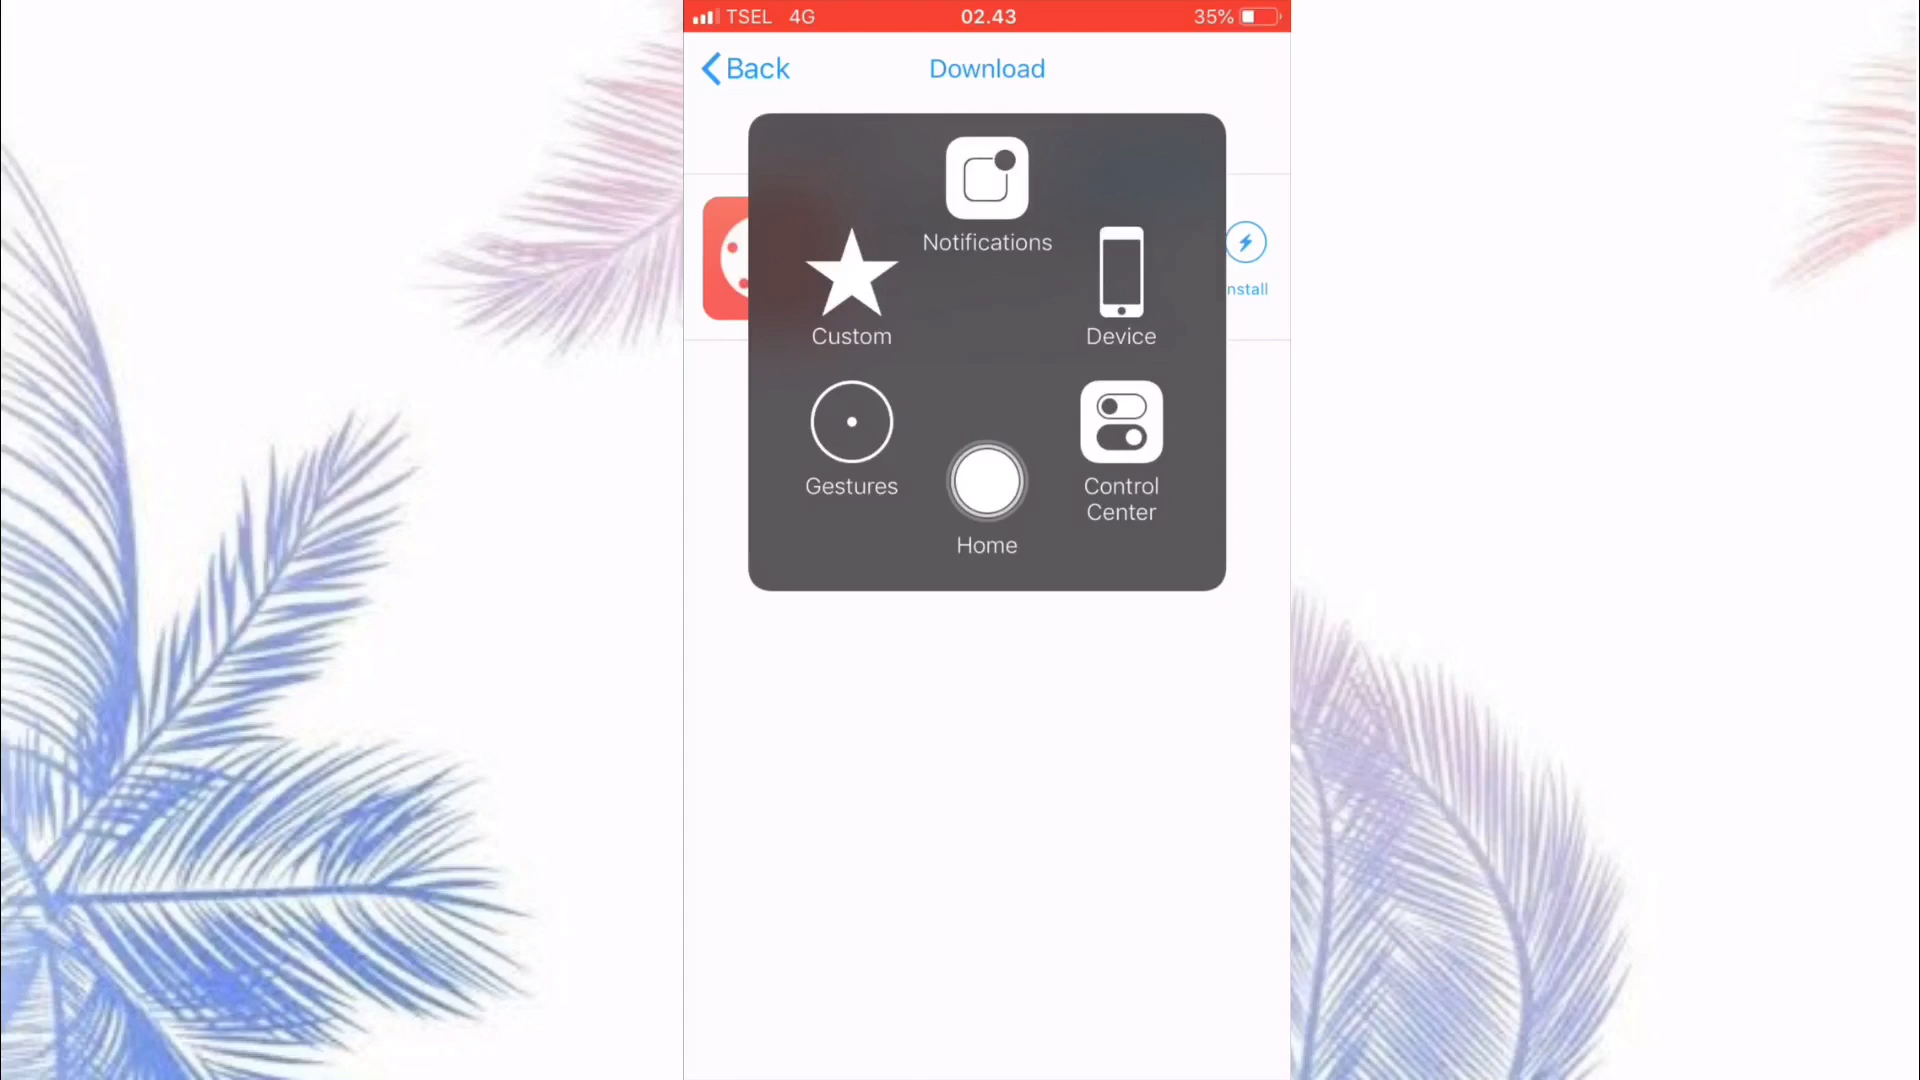 TSEL 4G 02.43 35%
Back Download
Notifications
Custom Device
nstall
Gestures Control
Center
Home